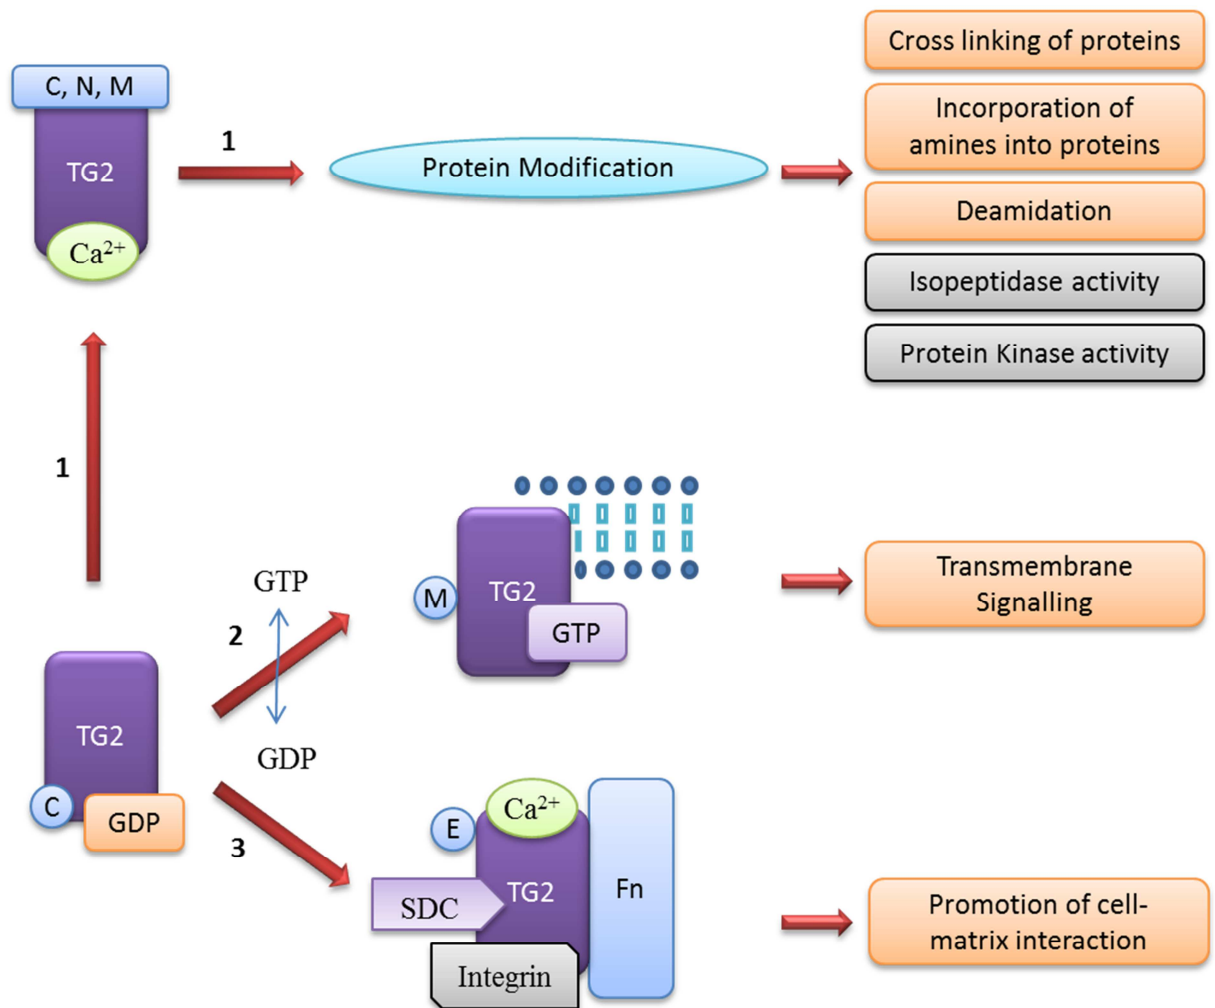 Cross linking of proteins
C, N, M
Incorporation of
amines into proteins
1
TG2
Protein Modification
Deamidation
Ca²⁺
Isopeptidase activity
Protein Kinase activity
1
GTP
2
M
TG2
GTP
Transmembrane
Signalling
TG2
GDP
C
GDP
3
E
Ca²⁺
TG2
Fn
SDC
Integrin
Promotion of cell-
matrix interaction